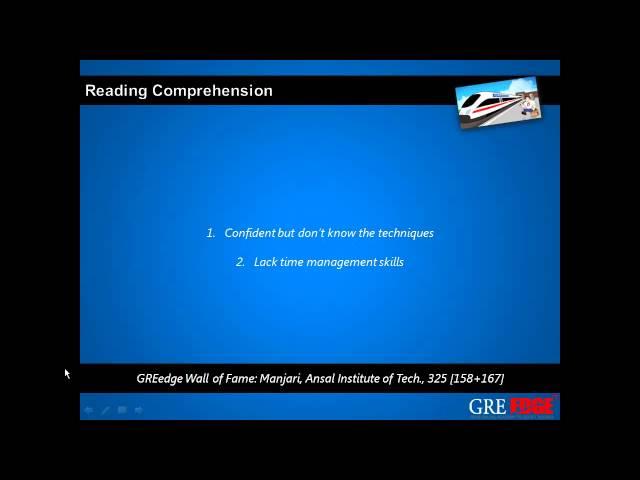 Reading Comprehension
1. Confident but don't know the techniques
2. Lack time management skills
GREedge Wall of Fame: Manjari, Ansal Institute of Tech., 325 [158+167]
GRE EDGE